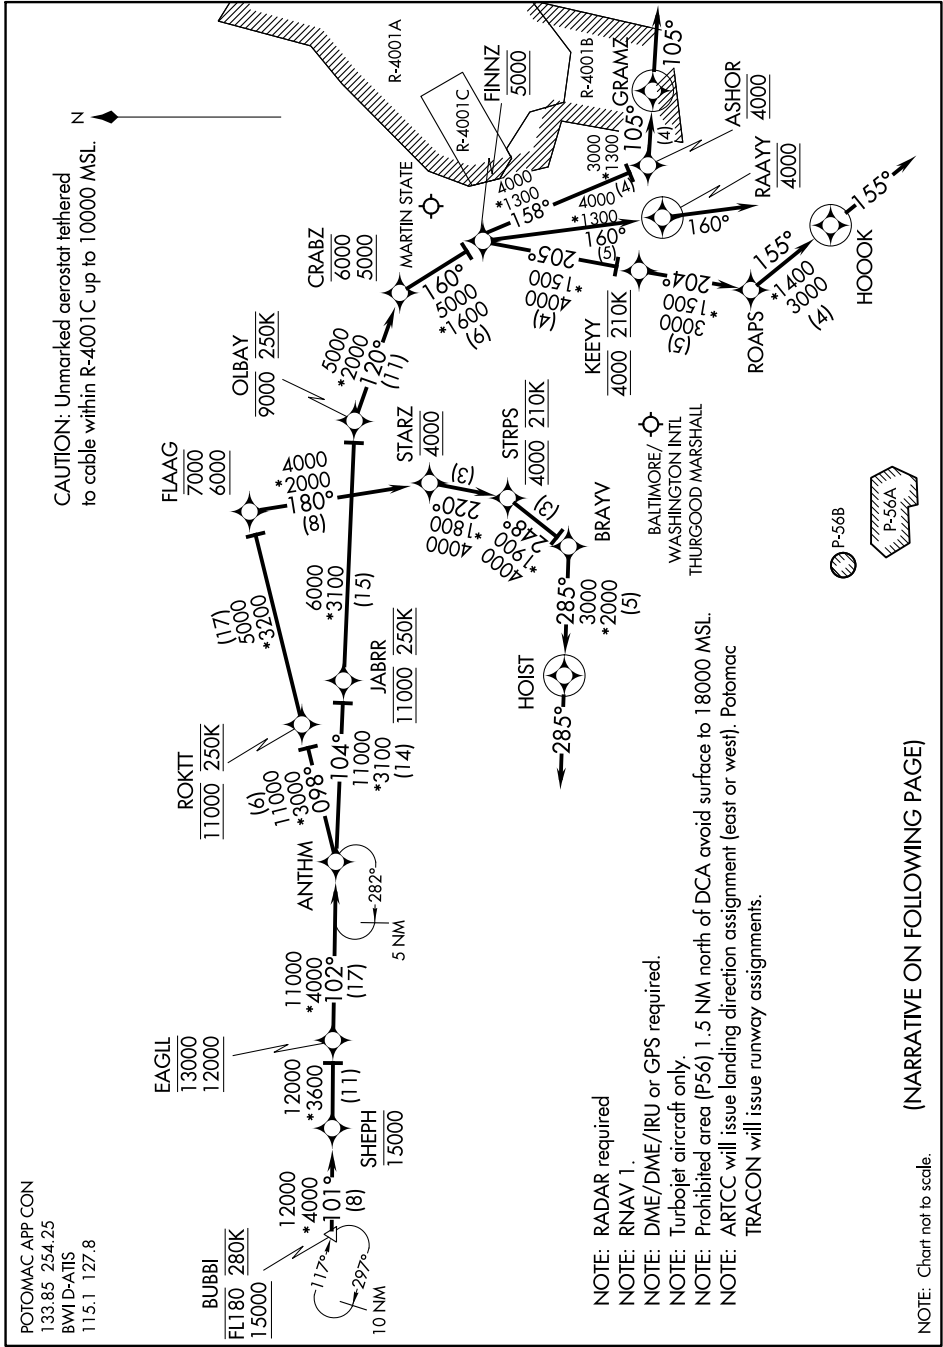 POTOMAC APP CON
133.85 254.25
BWI D-ATIS
115.1 127.8
CAUTION: Unmarked aerostat tethered
to cable within R-4001C up to 10000 MSL.
N
BUBBI
FL180 280K
15000
117°
297°
10 NM
12000
*4000
101°
(8)
SHEPH
15000
12000
*3600
(11)
EAGLL
13000
12000
11000
*4000
102°
(17)
ANTHM
282°
5 NM
(6)
11000
*3000
098°
ROKTT
11000 250K
(17)
5000
*3200
FLAAG
7000
6000
4000
*2000
180°
(8)
STARZ
4000
(3)
220°
*1800
4000
STRPS
4000 210K
(3)
248°
*1900
4000
BRAYV
285°
3000
*2000
(5)
HOIST
285°
104°
11000
*3100
(14)
JABRR
11000 250K
6000
*3100
(15)
OLBAY
9000 250K
5000
*2000
120°
(11)
CRABZ
6000
5000
MARTIN STATE
160°
5000
*1600
(9)
FINNZ
5000
R-4001A
R-4001B
R-4001C
4000
*1300
158°
(4)
ASHOR
4000
3000
*1300
105°
(4)
GRAMZ
105°
4000
*1300
160°
(5)
RAAYY
4000
160°
205°
*1500
4000
(4)
KEEYY
4000 210K
204°
*1500
3000
(5)
ROAPS
155°
*1400
3000
(4)
HOOOK
155°
BALTIMORE/
WASHINGTON INTL
THURGOOD MARSHALL
P-56B
P-56A
NOTE: RADAR required
NOTE: RNAV 1.
NOTE: DME/DME/IRU or GPS required.
NOTE: Turbojet aircraft only.
NOTE: Prohibited area (P56) 1.5 NM north of DCA avoid surface to 18000 MSL.
NOTE: ARTCC will issue landing direction assignment (east or west). Potomac
TRACON will issue runway assignments.
(NARRATIVE ON FOLLOWING PAGE)
NOTE: Chart not to scale.